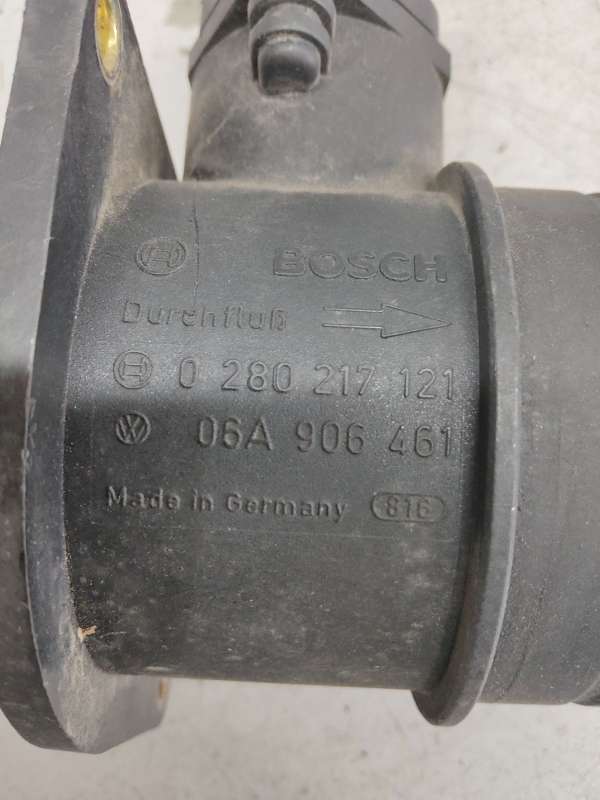 BOSCH
Durchfluß
0 280 217 121
06A 906 461
Made in Germany 816